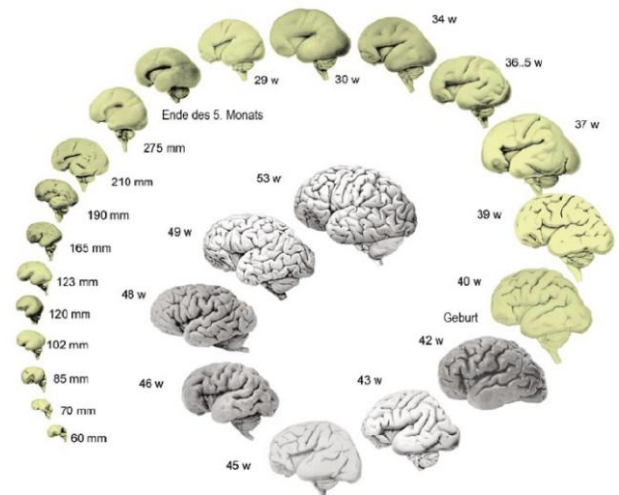 60 mm
70 mm
85 mm
102 mm
120 mm
123 mm
165 mm
190 mm
210 mm
275 mm
Ende des 5. Monats
29 w
30 w
34 w
36..5 w
37 w
39 w
40 w
Geburt
42 w
43 w
45 w
46 w
48 w
49 w
53 w